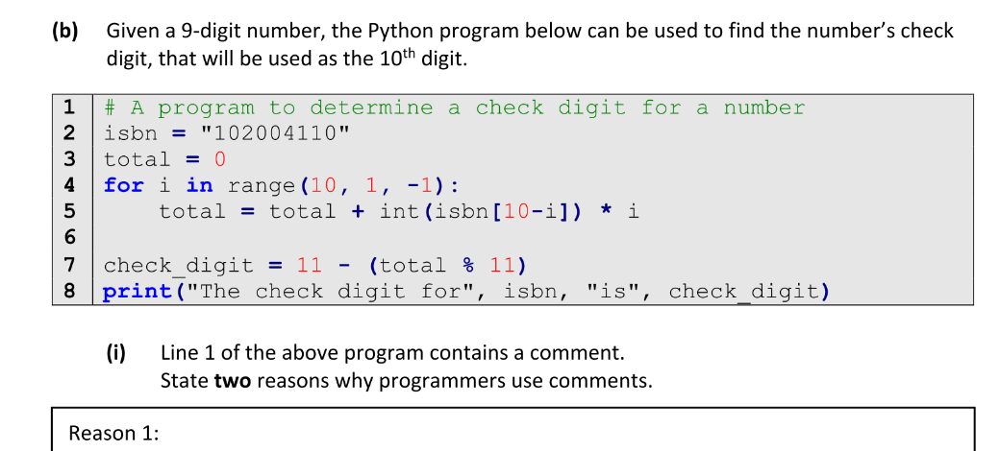 (b) Given a 9-digit number, the Python program below can be used to find the number’s check
digit, that will be used as the 10th digit.
1 # A program to determine a check digit for a number
2 isbn = "102004110"
3 total = 0
4 for i in range(10, 1, -1):
5 total = total + int(isbn[10-i]) * i
6
7 check_digit = 11 - (total % 11)
8 print("The check digit for", isbn, "is", check_digit)
(i) Line 1 of the above program contains a comment.
State two reasons why programmers use comments.
Reason 1: